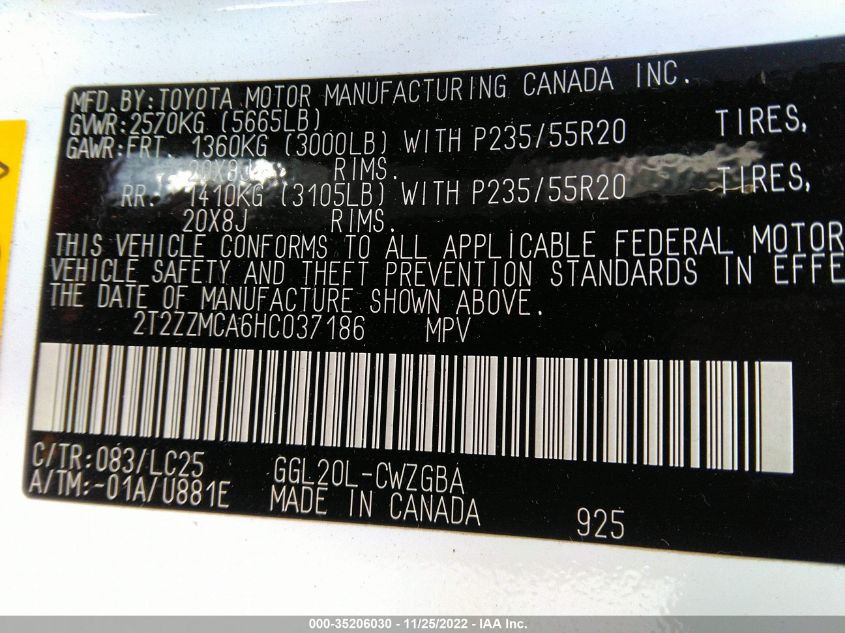 MFD. BY: TOYOTA MOTOR MANUFACTURING CANADA INC.
GVWR: 2570KG (5665LB)
GAWR: FRT. 1360KG (3000LB) WITH P235/55R20 TIRES,
20X8J RIMS.
RR. 1410KG (3105LB) WITH P235/55R20 TIRES,
20X8J RIMS.
THIS VEHICLE CONFORMS TO ALL APPLICABLE FEDERAL MOTOR
VEHICLE SAFETY AND THEFT PREVENTION STANDARDS IN EFFE
THE DATE OF MANUFACTURE SHOWN ABOVE.
2T2ZZMCA6HC037186 MPV
C/TR: 083/LC25 GGL20L-CWZGBA
A/TM: -01A/U881E MADE IN CANADA 925
000-35206030 - 11/25/2022 - IAA Inc.